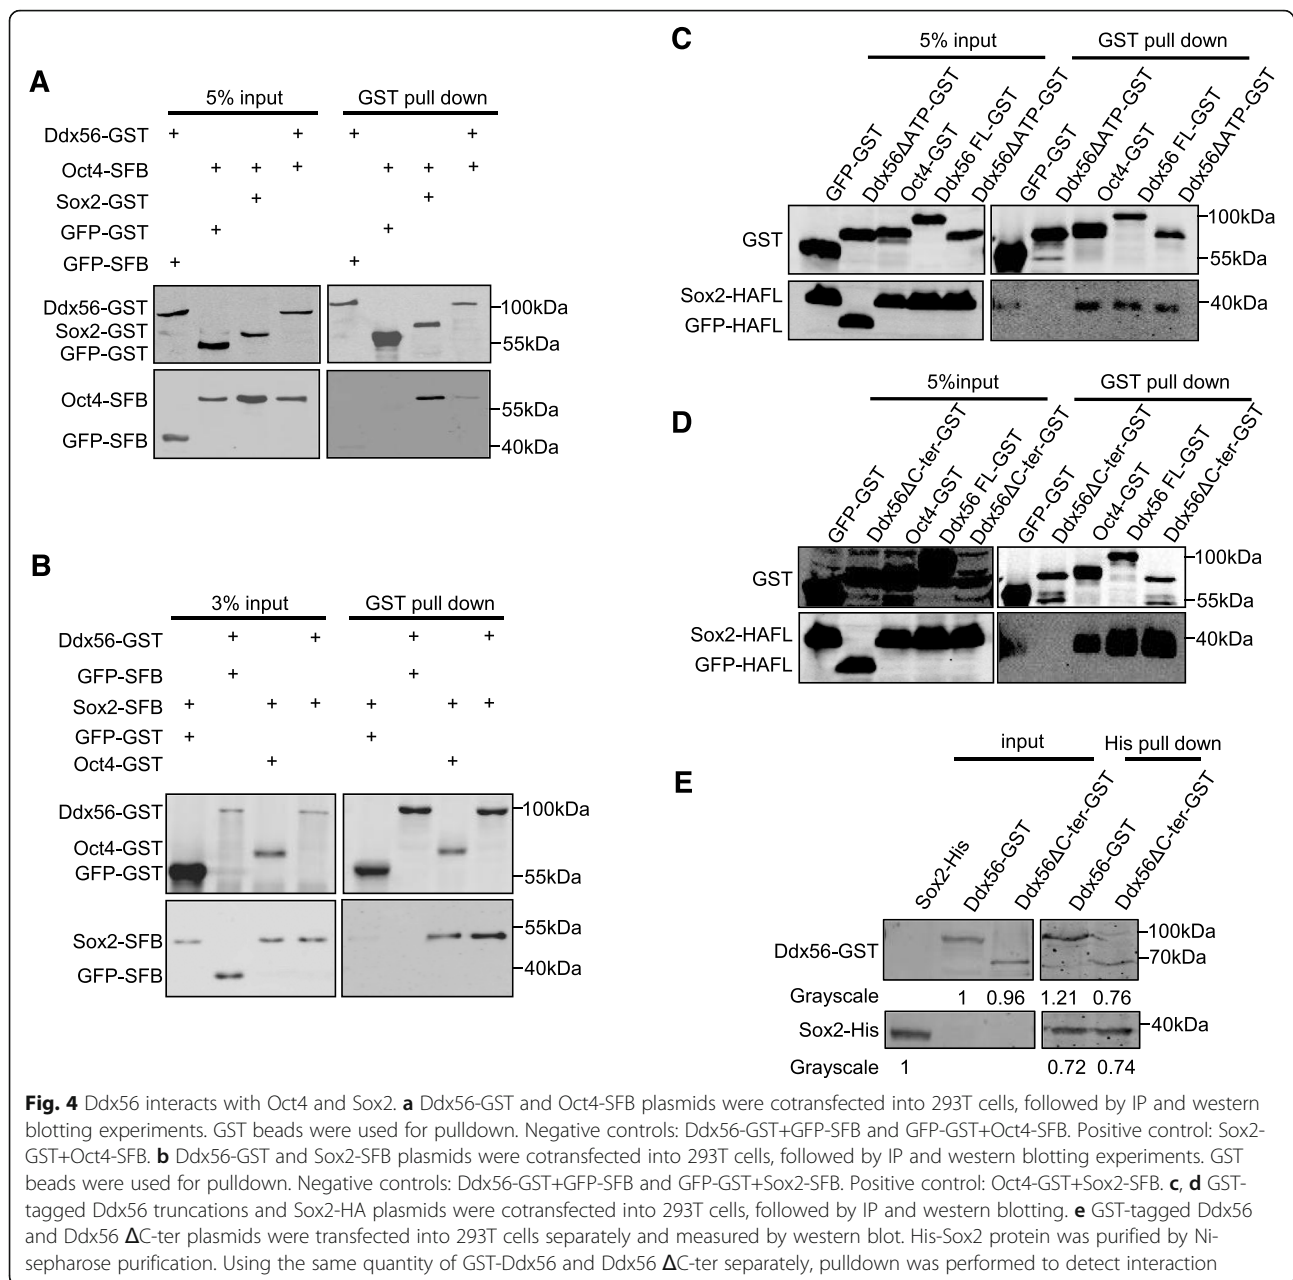 A
5% input
GST pull down
Ddx56-GST + + + +
Oct4-SFB + + + + + +
Sox2-GST + +
GFP-GST + +
GFP-SFB + +
Ddx56-GST
Sox2-GST
GFP-GST
100kDa
55kDa
Oct4-SFB
GFP-SFB
55kDa
40kDa
B
3% input
GST pull down
Ddx56-GST + + + +
GFP-SFB + +
Sox2-SFB + + + + + +
GFP-GST + +
Oct4-GST + +
Ddx56-GST
Oct4-GST
GFP-GST
100kDa
55kDa
Sox2-SFB
GFP-SFB
55kDa
40kDa
C
5% input
GST pull down
GFP-GST
Ddx56ΔATP-GST
Oct4-GST
Ddx56 FL-GST
Ddx56ΔATP-GST
GFP-GST
Ddx56ΔATP-GST
Oct4-GST
Ddx56 FL-GST
Ddx56ΔATP-GST
GST
100kDa
55kDa
Sox2-HAFL
GFP-HAFL
40kDa
D
5%input
GST pull down
GFP-GST
Ddx56ΔC-ter-GST
Oct4-GST
Ddx56 FL-GST
Ddx56ΔC-ter-GST
GFP-GST
Ddx56ΔC-ter-GST
Oct4-GST
Ddx56 FL-GST
Ddx56ΔC-ter-GST
GST
100kDa
55kDa
Sox2-HAFL
GFP-HAFL
40kDa
E
input
His pull down
Sox2-His
Ddx56-GST
Ddx56ΔC-ter-GST
Ddx56-GST
Ddx56ΔC-ter-GST
Ddx56-GST
100kDa
70kDa
Grayscale 1 0.96 1.21 0.76
Sox2-His
40kDa
Grayscale 1 0.72 0.74
Fig. 4 Ddx56 interacts with Oct4 and Sox2. a Ddx56-GST and Oct4-SFB plasmids were cotransfected into 293T cells, followed by IP and western
blotting experiments. GST beads were used for pulldown. Negative controls: Ddx56-GST+GFP-SFB and GFP-GST+Oct4-SFB. Positive control: Sox2-
GST+Oct4-SFB. b Ddx56-GST and Sox2-SFB plasmids were cotransfected into 293T cells, followed by IP and western blotting experiments. GST
beads were used for pulldown. Negative controls: Ddx56-GST+GFP-SFB and GFP-GST+Sox2-SFB. Positive control: Oct4-GST+Sox2-SFB. c, d GST-
tagged Ddx56 truncations and Sox2-HA plasmids were cotransfected into 293T cells, followed by IP and western blotting. e GST-tagged Ddx56
and Ddx56 ΔC-ter plasmids were transfected into 293T cells separately and measured by western blot. His-Sox2 protein was purified by Ni-
sepharose purification. Using the same quantity of GST-Ddx56 and Ddx56 ΔC-ter separately, pulldown was performed to detect interaction